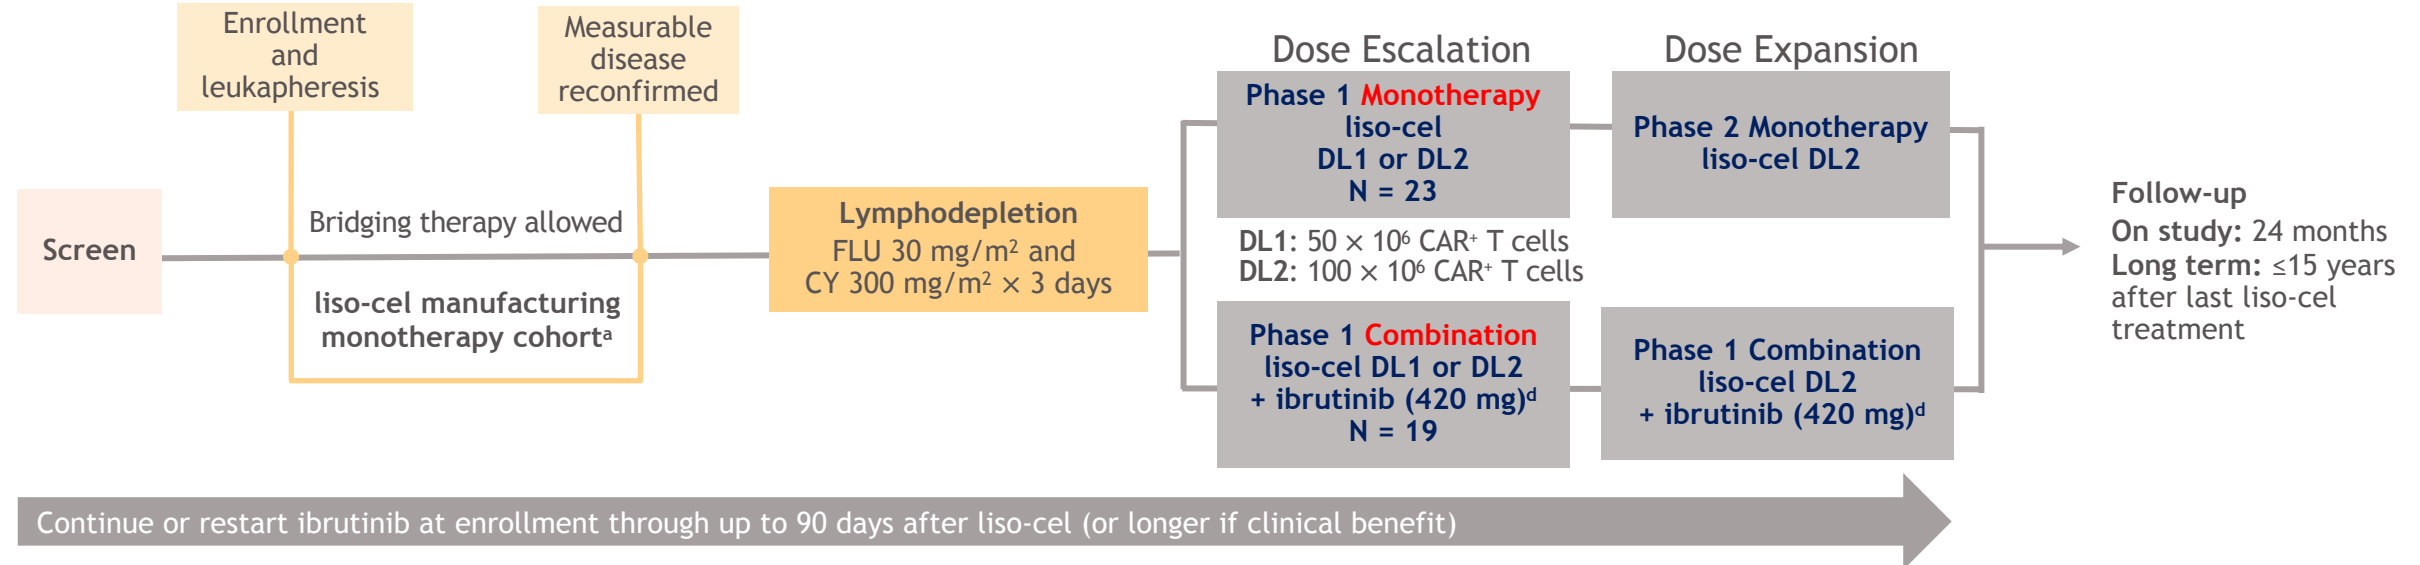 Enrollment
and
leukapheresis
Measurable
disease
reconfirmed
Screen
Bridging therapy allowed
liso-cel manufacturing
monotherapy cohortᵃ
Lymphodepletion
FLU 30 mg/m² and
CY 300 mg/m² × 3 days
Dose Escalation
Phase 1 Monotherapy
liso-cel
DL1 or DL2
N = 23
DL1: 50 × 10⁶ CAR⁺ T cells
DL2: 100 × 10⁶ CAR⁺ T cells
Phase 1 Combination
liso-cel DL1 or DL2
+ ibrutinib (420 mg)ᵈ
N = 19
Dose Expansion
Phase 2 Monotherapy
liso-cel DL2
Phase 1 Combination
liso-cel DL2
+ ibrutinib (420 mg)ᵈ
Follow-up
On study: 24 months
Long term: ≤15 years
after last liso-cel
treatment
Continue or restart ibrutinib at enrollment through up to 90 days after liso-cel (or longer if clinical benefit)